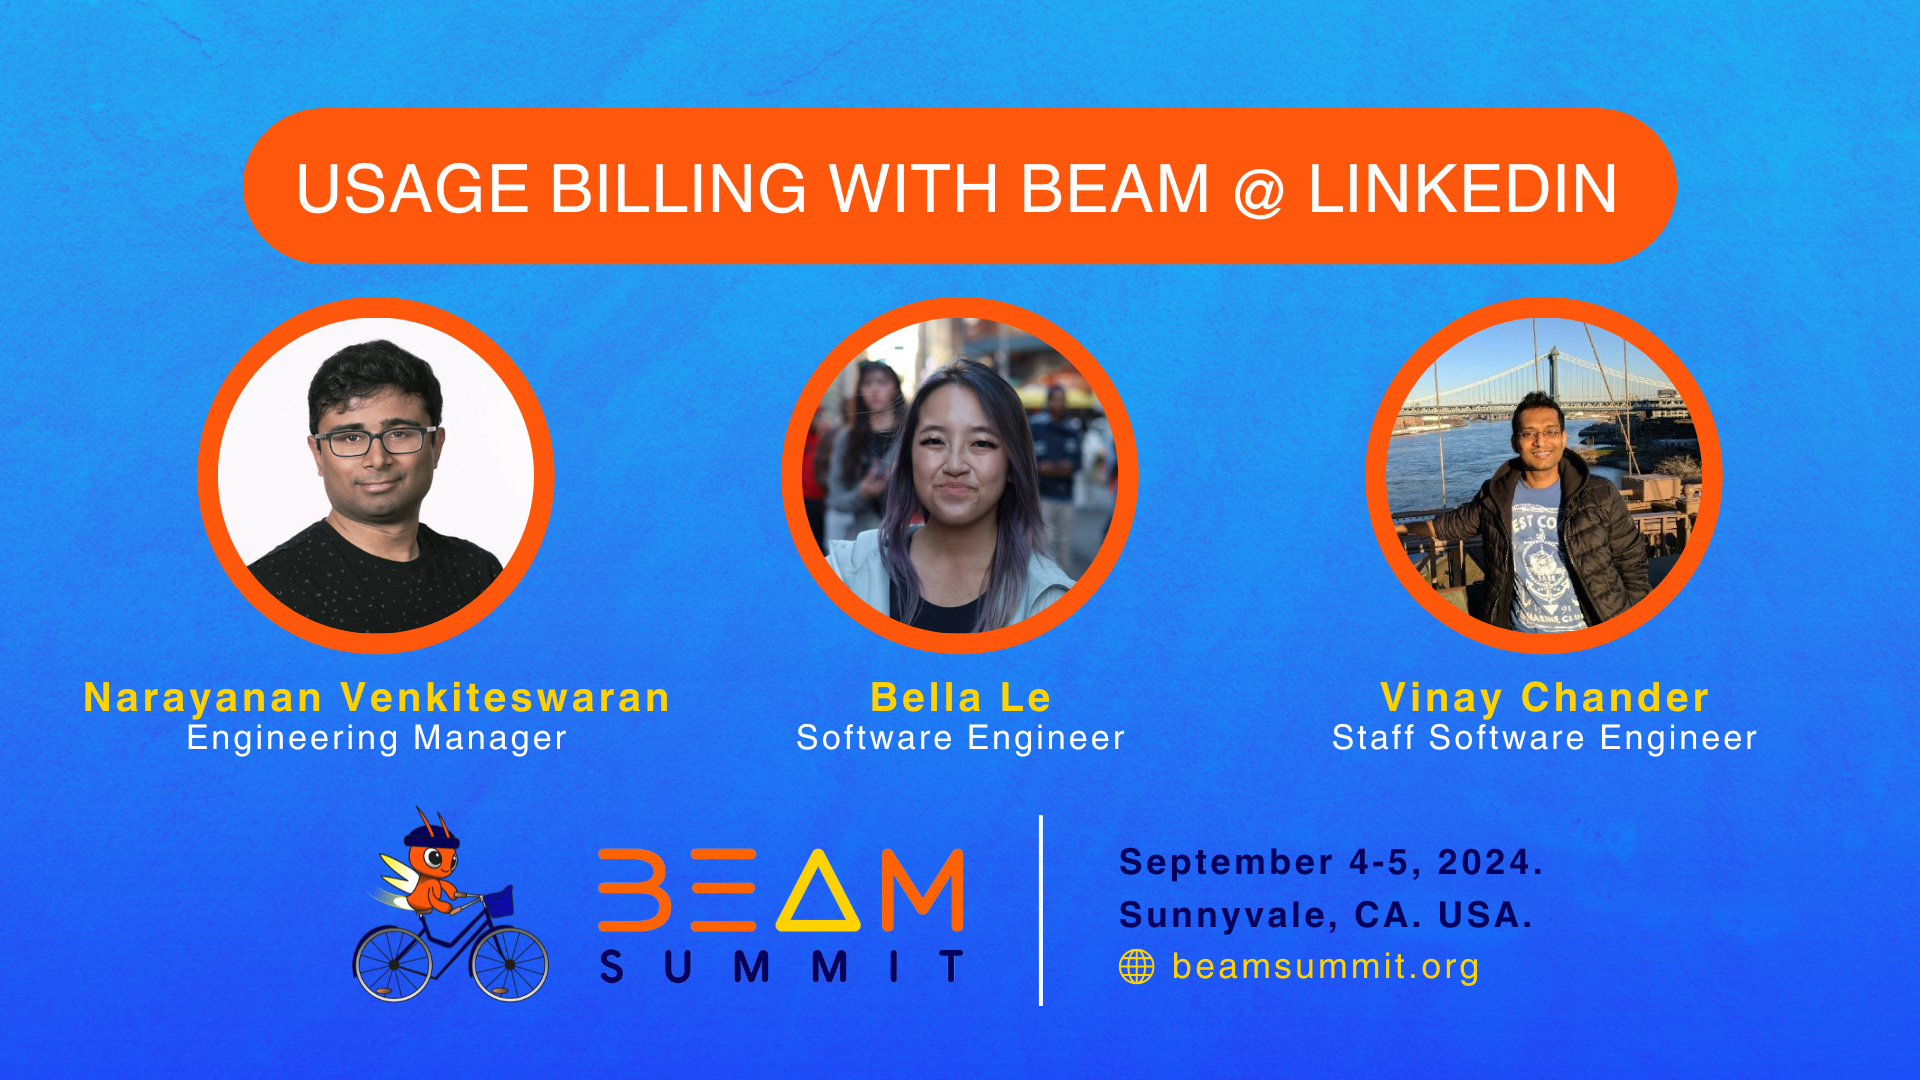 USAGE BILLING WITH BEAM @ LINKEDIN
Narayanan Venkiteswaran
Engineering Manager
Bella Le
Software Engineer
Vinay Chander
Staff Software Engineer
BEAM
SUMMIT
September 4-5, 2024.
Sunnyvale, CA. USA.
beamsummit.org